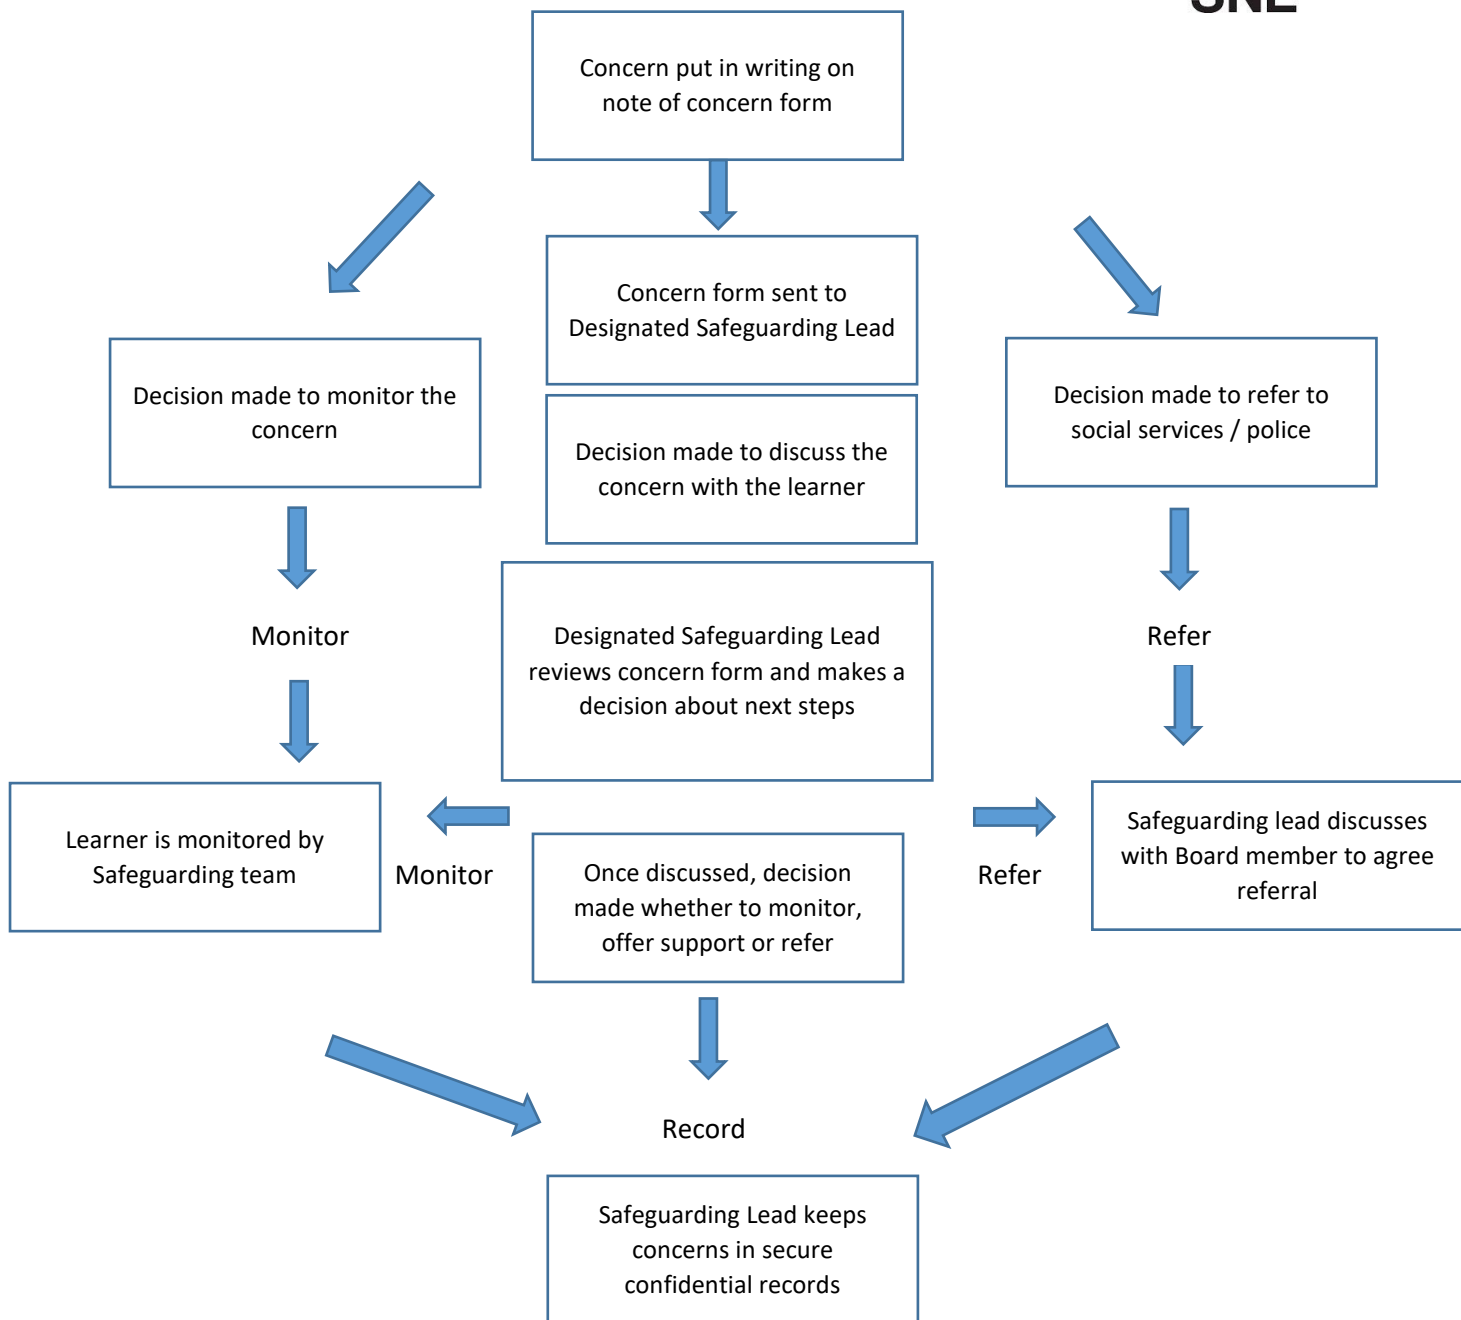 Concern put in writing on
note of concern form
Concern form sent to
Designated Safeguarding Lead
Decision made to monitor the
concern
Decision made to discuss the
concern with the learner
Decision made to refer to
social services / police
Monitor
Designated Safeguarding Lead
reviews concern form and makes a
decision about next steps
Refer
Learner is monitored by
Safeguarding team
Monitor
Once discussed, decision
made whether to monitor,
offer support or refer
Refer
Safeguarding lead discusses
with Board member to agree
referral
Record
Safeguarding Lead keeps
concerns in secure
confidential records